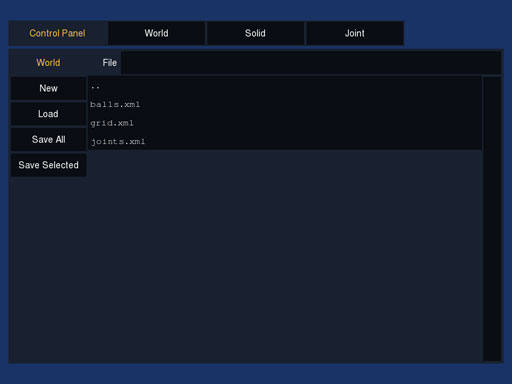 Control Panel World Solid Joint
World File
New ..
balls.xml
Load
grid.xml
Save All joints.xml
Save Selected